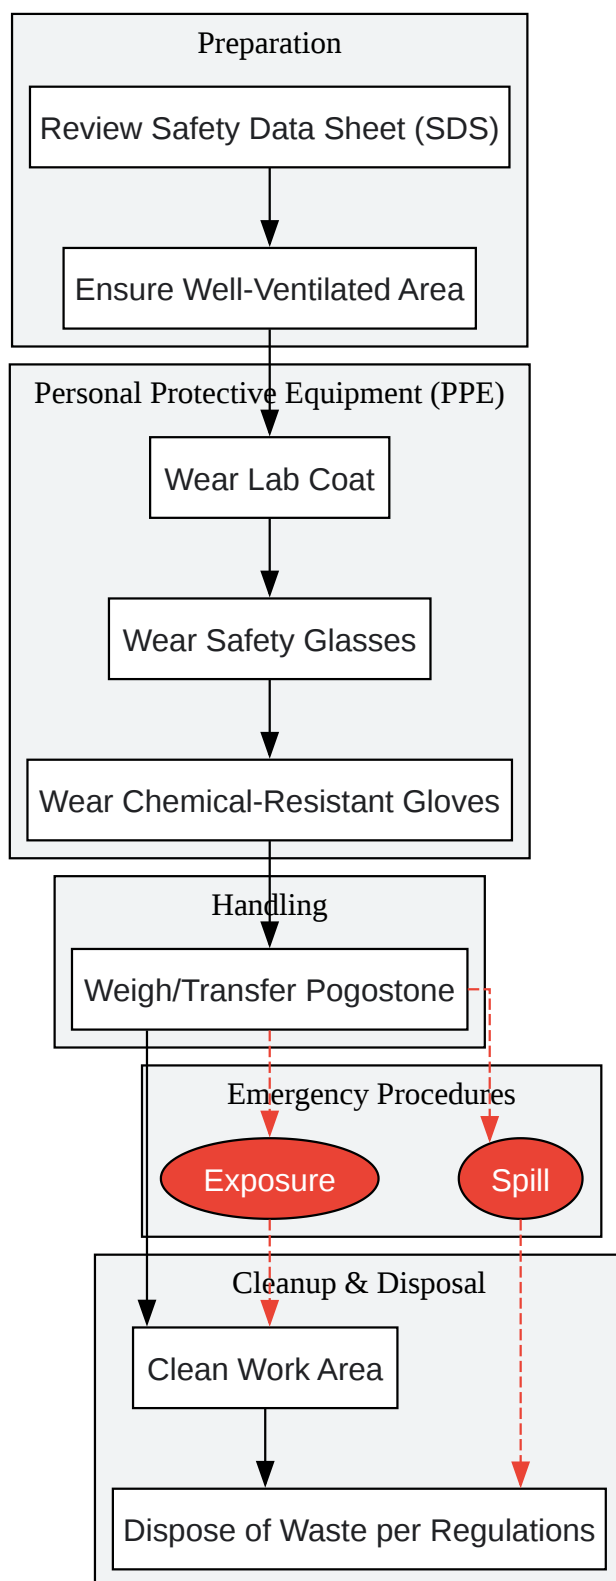 Preparation
Review Safety Data Sheet (SDS)
Ensure Well-Ventilated Area
Personal Protective Equipment (PPE)
Wear Lab Coat
Wear Safety Glasses
Wear Chemical-Resistant Gloves
Handling
Weigh/Transfer Pogostone
Emergency Procedures
Exposure
Spill
Cleanup & Disposal
Clean Work Area
Dispose of Waste per Regulations